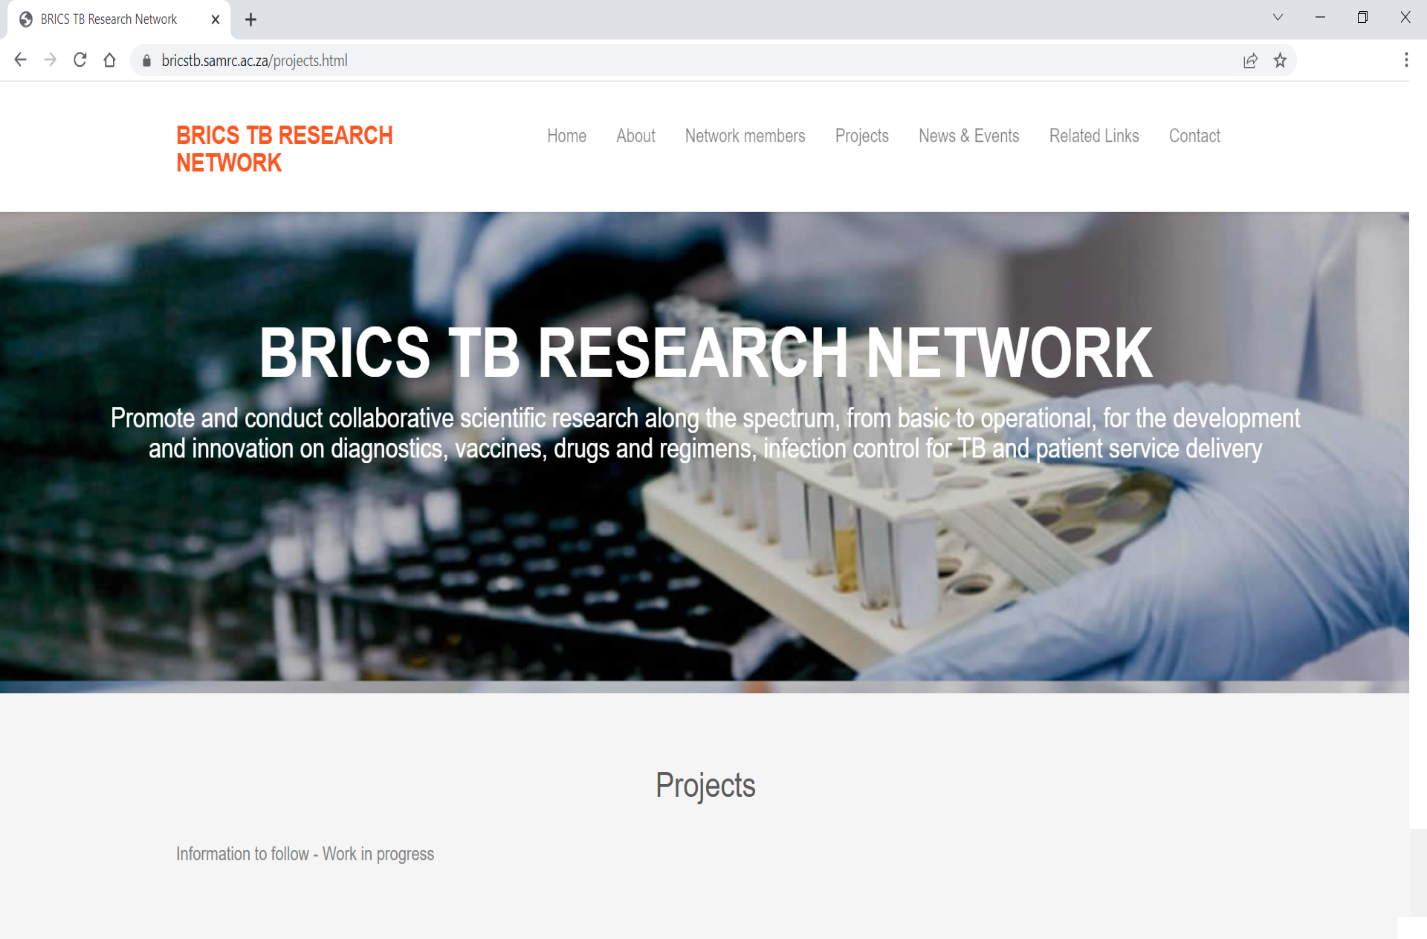 BRICS TB Research Network
bricstb.samrc.ac.za/projects.html
BRICS TB RESEARCH
NETWORK
Home About Network members Projects News & Events Related Links Contact
BRICS TB RESEARCH NETWORK
Promote and conduct collaborative scientific research along the spectrum, from basic to operational, for the development
and innovation on diagnostics, vaccines, drugs and regimens, infection control for TB and patient service delivery
Projects
Information to follow - Work in progress